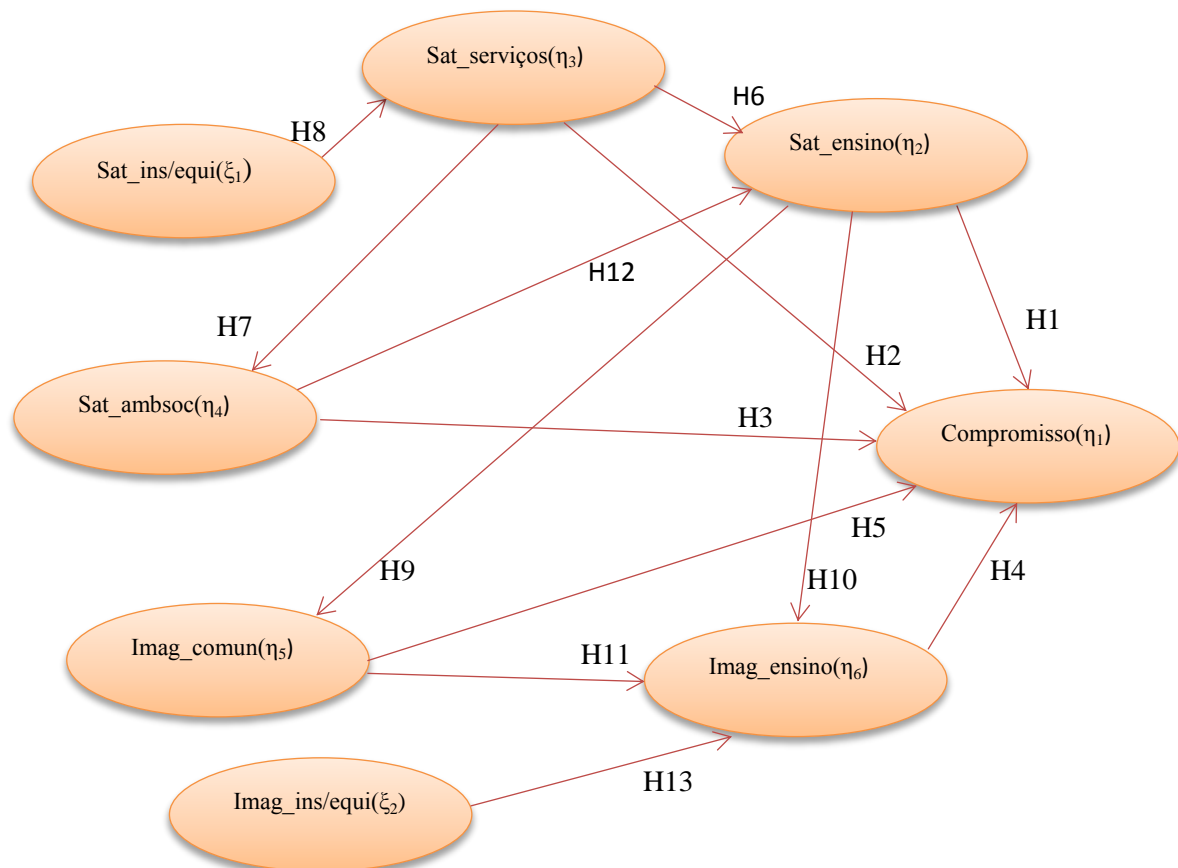 Sat_serviços(η₃)
H6
H8
Sat_ensino(η₂)
Sat_ins/equi(ξ₁)
H12
H7
H1
H2
Sat_ambsoc(η₄)
H3
Compromisso(η₁)
H5
H9
H10
H4
Imag_comun(η₅)
H11
Imag_ensino(η₆)
H13
Imag_ins/equi(ξ₂)